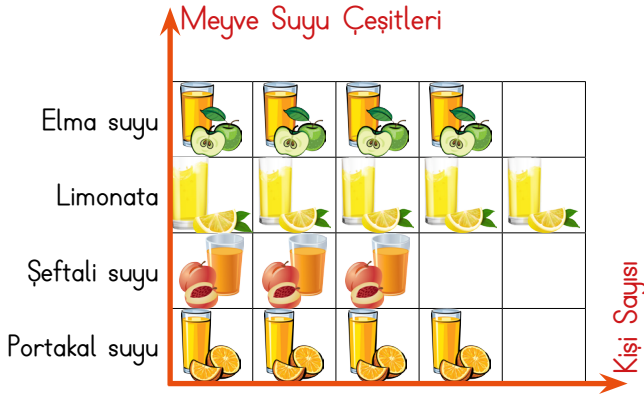 Meyve Suyu Çeşitleri
Elma suyu
Limonata
Şeftali suyu
Portakal suyu
Kişi Sayısı